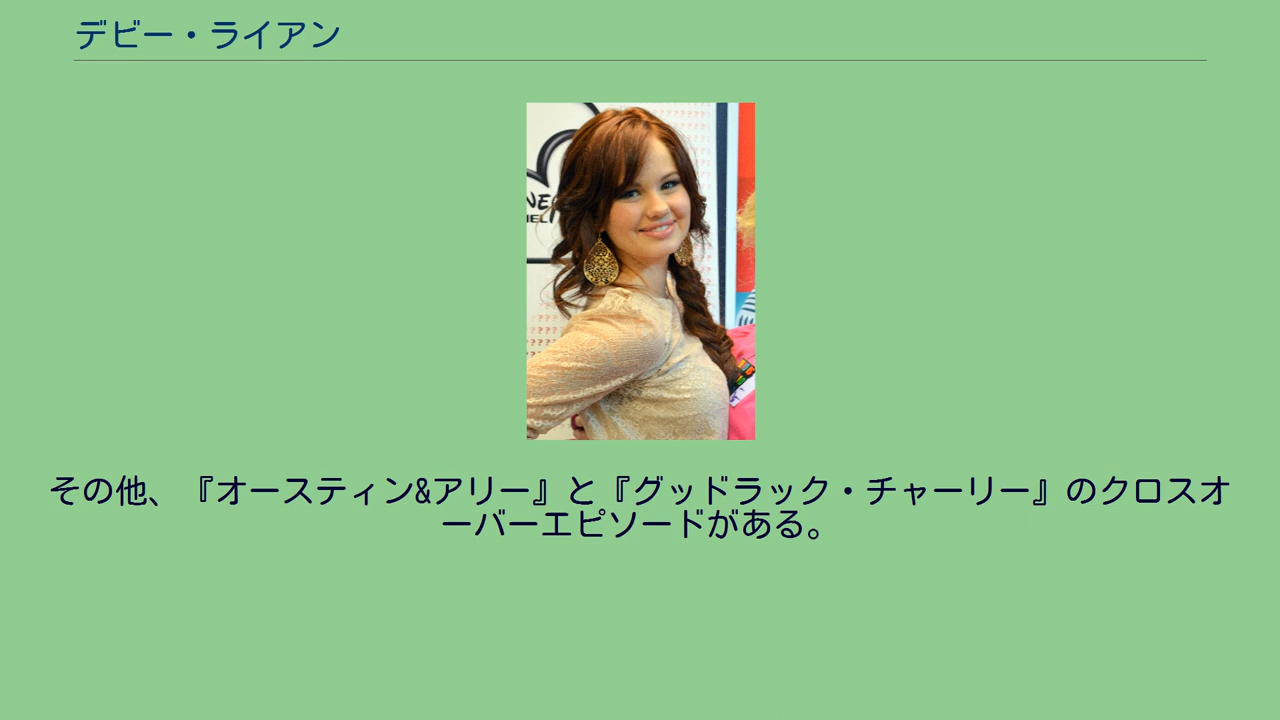 デビー・ライアン
その他、『オースティン&アリー』と『グッドラック・チャーリー』のクロスオ
ーバーエピソードがある。